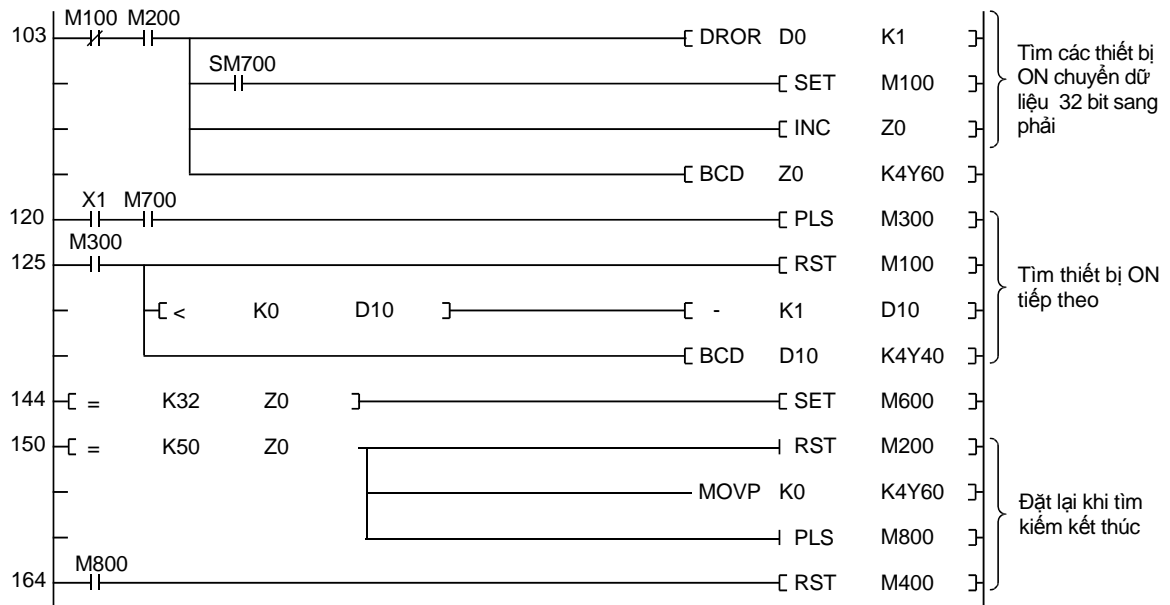 M100 M200
103 DROR D0 K1
SM700
SET M100
INC Z0
BCD Z0 K4Y60
Tìm các thiết bị
ON chuyển dữ
liệu 32 bit sang
phải
X1 M700
120 PLS M300
M300
125 RST M100
< K0 D10 - K1 D10
BCD D10 K4Y40
Tìm thiết bị ON
tiếp theo
144 = K32 Z0 SET M600
150 = K50 Z0 RST M200
MOVP K0 K4Y60
PLS M800
M800
164 RST M400
Đặt lại khi tìm
kiếm kết thúc